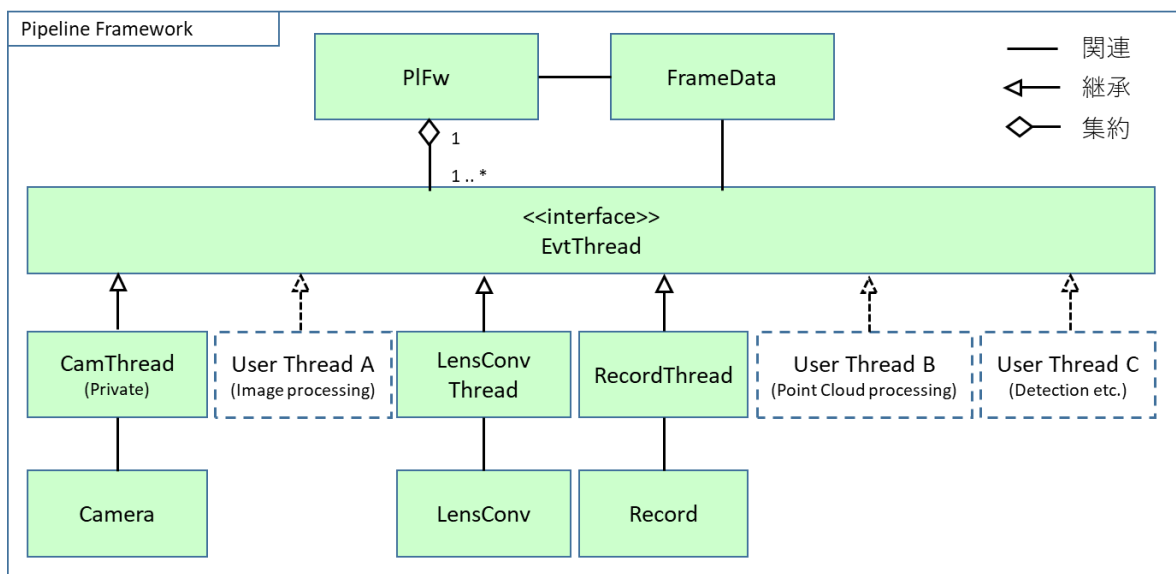 Pipeline Framework
PlFw
FrameData
関連
継承
集約
1
1 .. *
<<interface>>
EvtThread
CamThread
(Private)
User Thread A
(Image processing)
LensConv
Thread
RecordThread
User Thread B
(Point Cloud processing)
User Thread C
(Detection etc.)
Camera
LensConv
Record